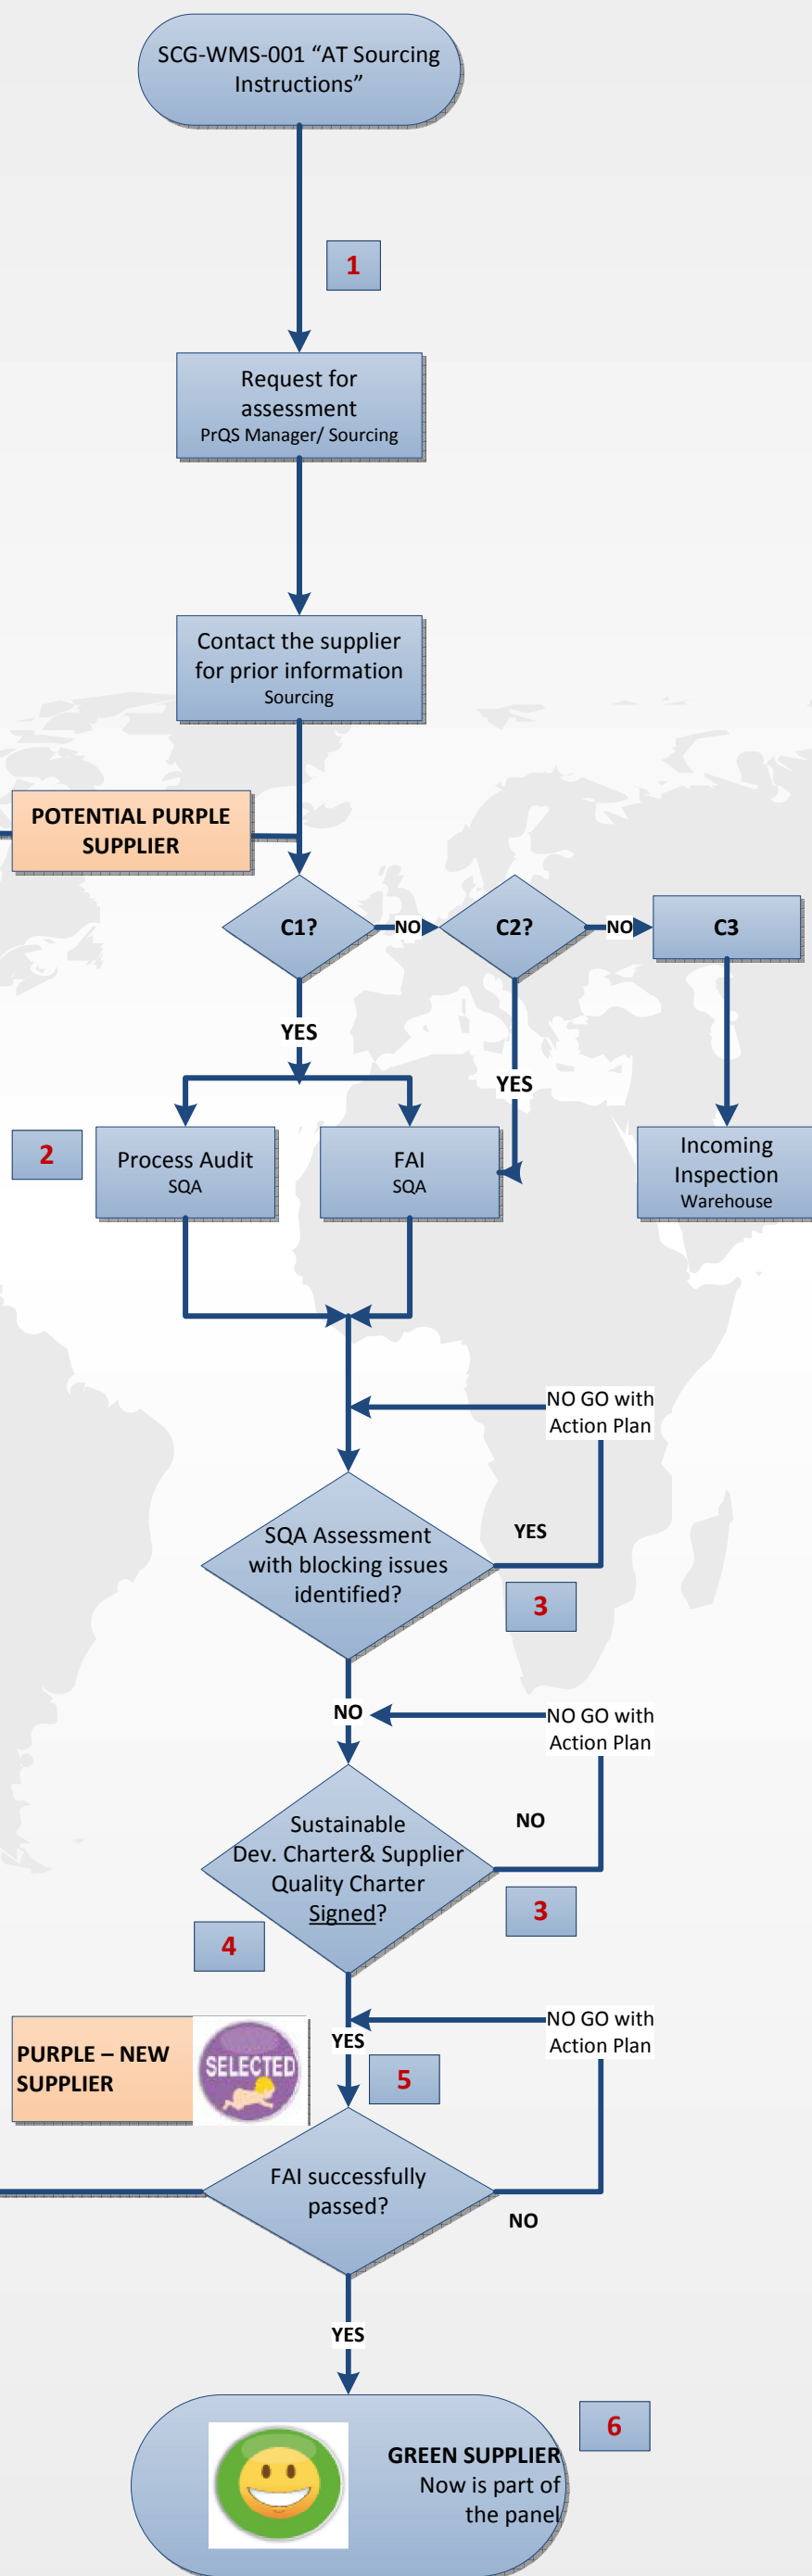 SCG-WMS-001 “AT Sourcing
Instructions”
1
Request for
assessment
PrQS Manager/ Sourcing
Contact the supplier
for prior information
Sourcing
POTENTIAL PURPLE
SUPPLIER
C1?
NO
C2?
NO
C3
YES
YES
2
Process Audit
SQA
FAI
SQA
Incoming
Inspection
Warehouse
NO GO with
Action Plan
SQA Assessment
with blocking issues
identified?
YES
3
NO
NO GO with
Action Plan
Sustainable
Dev. Charter& Supplier
Quality Charter
Signed?
NO
3
4
NO GO with
Action Plan
YES
PURPLE – NEW
SUPPLIER
SELECTED
5
FAI successfully
passed?
NO
YES
6
GREEN SUPPLIER
Now is part of
the panel